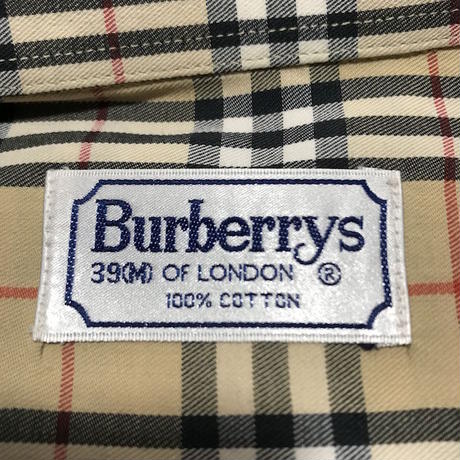 Burberrys
39(M) OF LONDON ®
100% COTTON